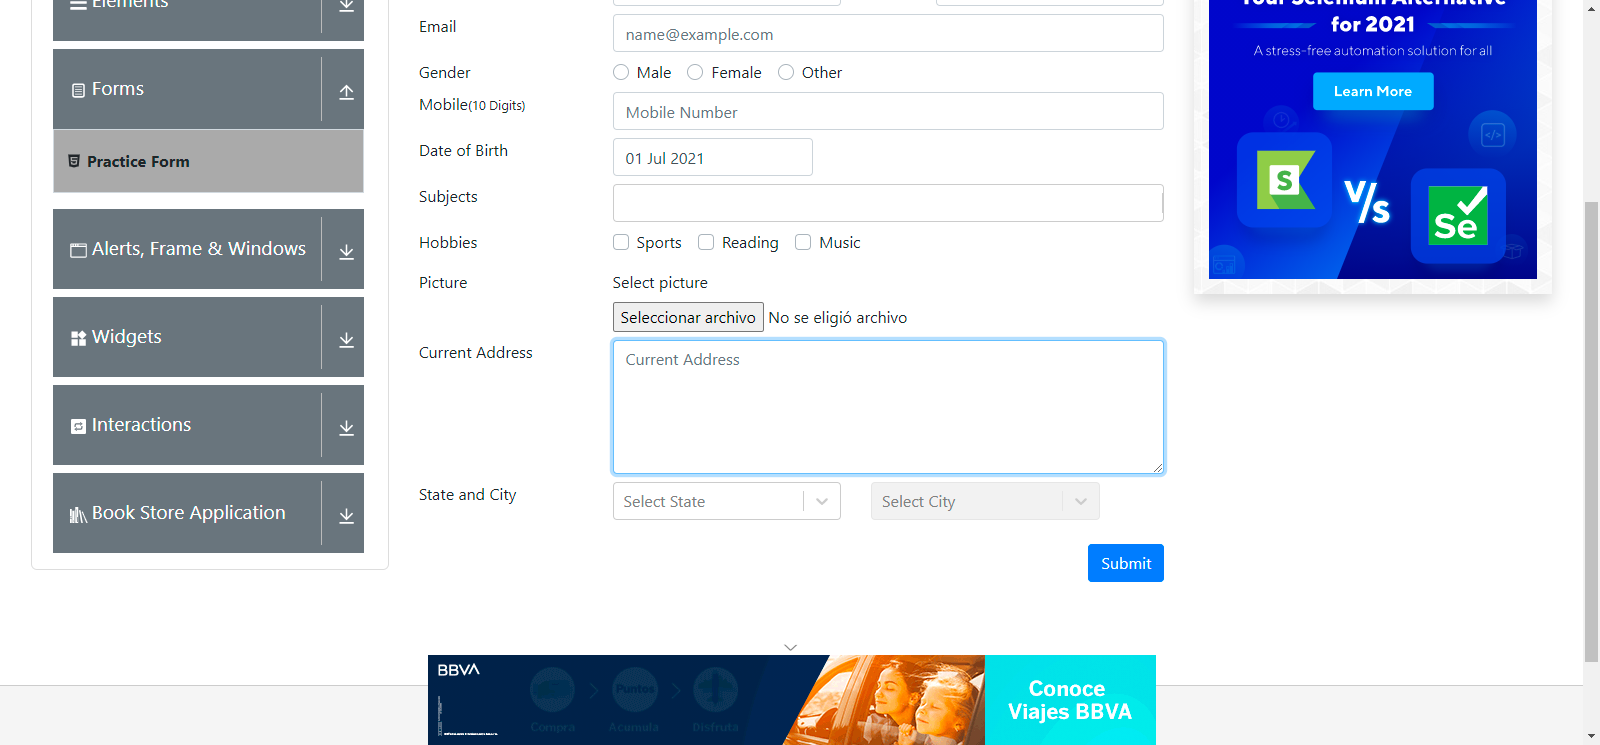 Elements
Forms
Practice Form
Alerts, Frame & Windows
Widgets
Interactions
Book Store Application
Email
name@example.com
Gender
Male
Female
Other
Mobile(10 Digits)
Mobile Number
Date of Birth
01 Jul 2021
Subjects
Hobbies
Sports
Reading
Music
Picture
Select picture
Seleccionar archivo
No se eligió archivo
Current Address
Current Address
State and City
Select State
Select City
Submit
Your Selenium Alternative
for 2021
A stress-free automation solution for all
Learn More
S
V/s
Se
BBVA
Puntos
Compra
Acumula
Disfruta
Conoce
Viajes BBVA